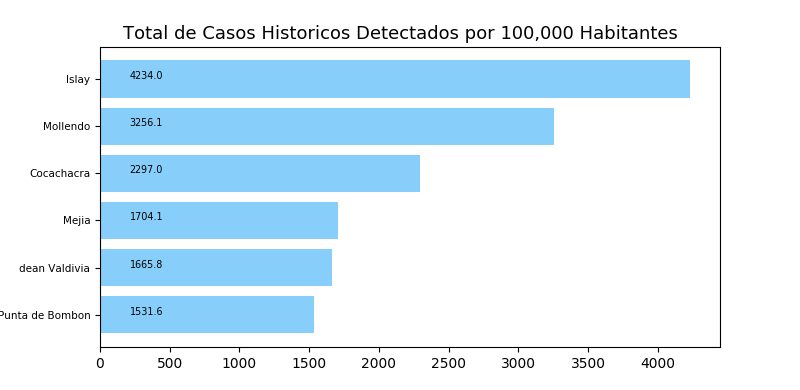 Total de Casos Historicos Detectados por 100,000 Habitantes
Islay 4234.0
Mollendo 3256.1
Cocachacra 2297.0
Mejia 1704.1
dean Valdivia 1665.8
Punta de Bombon 1531.6
0 500 1000 1500 2000 2500 3000 3500 4000